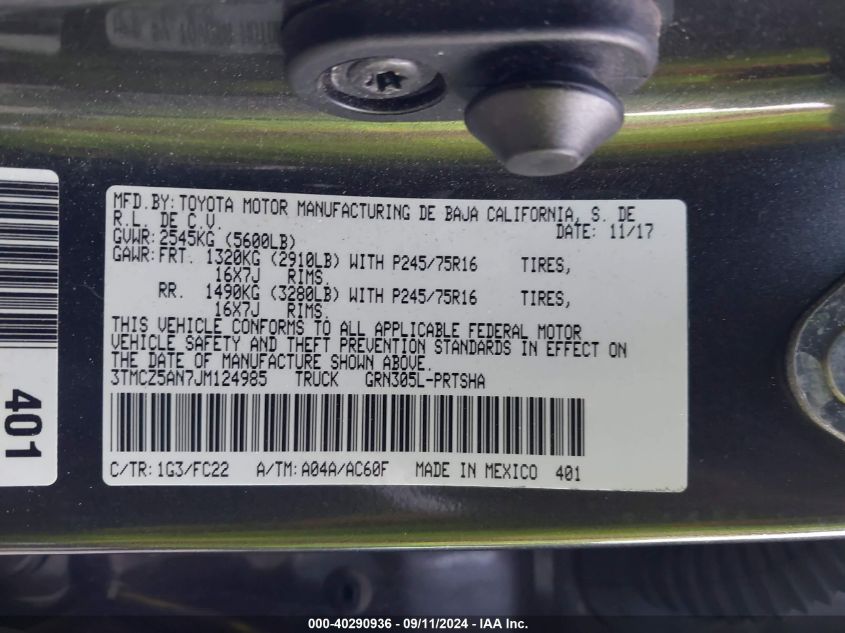 MFD.BY:TOYOTA MOTOR MANUFACTURING DE BAJA CALIFORNIA, S. DE
R.L. DE C.V. DATE: 11/17
GVWR:2545KG (5600LB)
GAWR:FRT. 1320KG (2910LB) WITH P245/75R16 TIRES,
16X7J RIMS.
RR. 1490KG (3280LB) WITH P245/75R16 TIRES,
16X7J RIMS.
THIS VEHICLE CONFORMS TO ALL APPLICABLE FEDERAL MOTOR
VEHICLE SAFETY AND THEFT PREVENTION STANDARDS IN EFFECT ON
THE DATE OF MANUFACTURE SHOWN ABOVE.
3TMCZ5AN7JM124985 TRUCK GRN305L-PRTSHA
C/TR:1G3/FC22 A/TM:A04A/AC60F MADE IN MEXICO 401
401
000-40290936 - 09/11/2024 - IAA Inc.